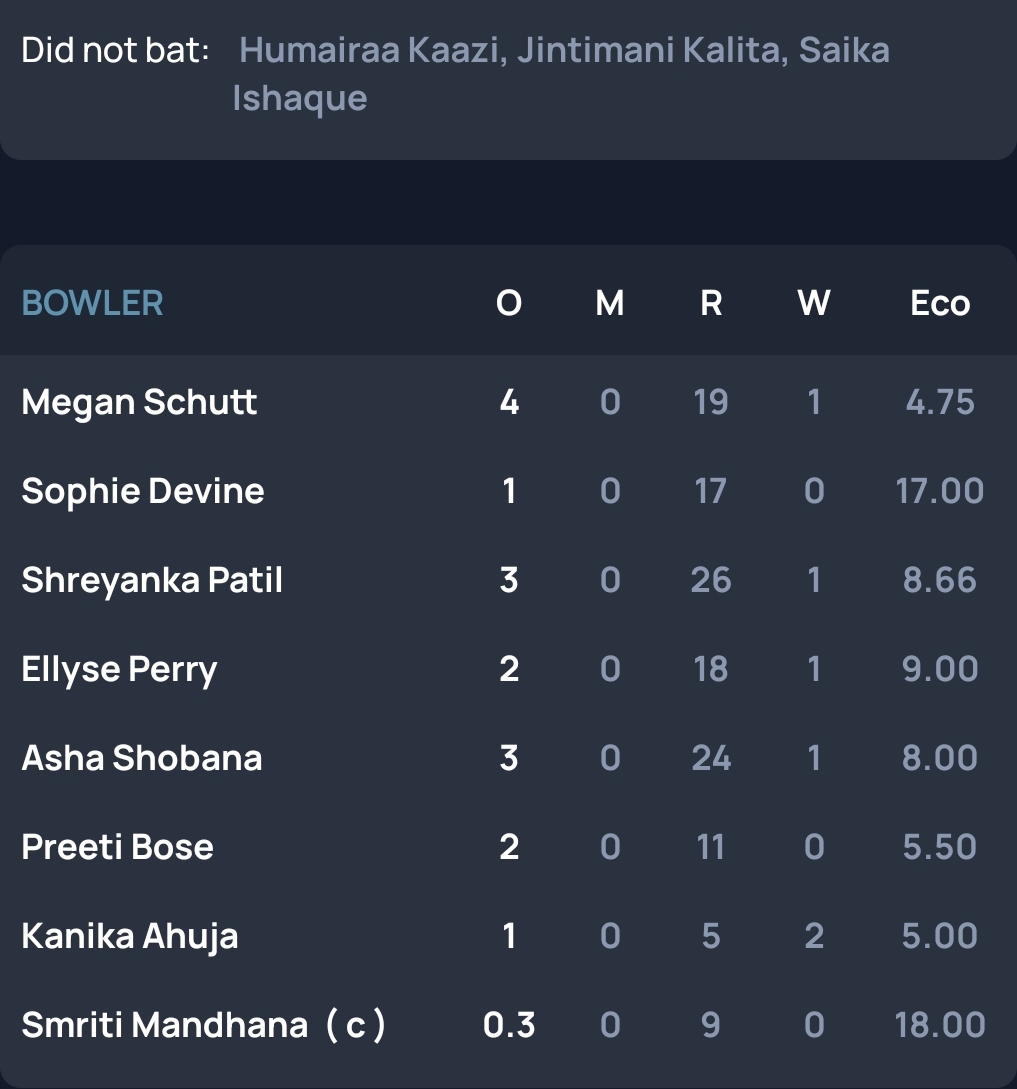 Did not bat: Humairaa Kaazi, Jintimani Kalita, Saika
Ishaque
BOWLER O M R W Eco
Megan Schutt 4 0 19 1 4.75
Sophie Devine 1 0 17 0 17.00
Shreyanka Patil 3 0 26 1 8.66
Ellyse Perry 2 0 18 1 9.00
Asha Shobana 3 0 24 1 8.00
Preeti Bose 2 0 11 0 5.50
Kanika Ahuja 1 0 5 2 5.00
Smriti Mandhana ( c ) 0.3 0 9 0 18.00